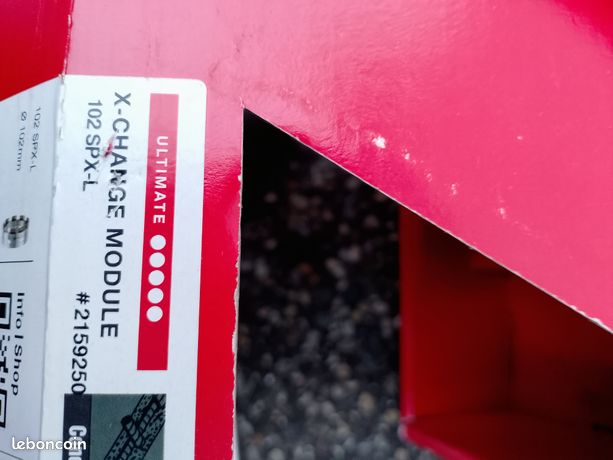 ULTIMATE
X-CHANGE MODULE
102 SPX-L
# 2159250
102 SPX-L
Ø 102mm
Info | Shop
leboncoin